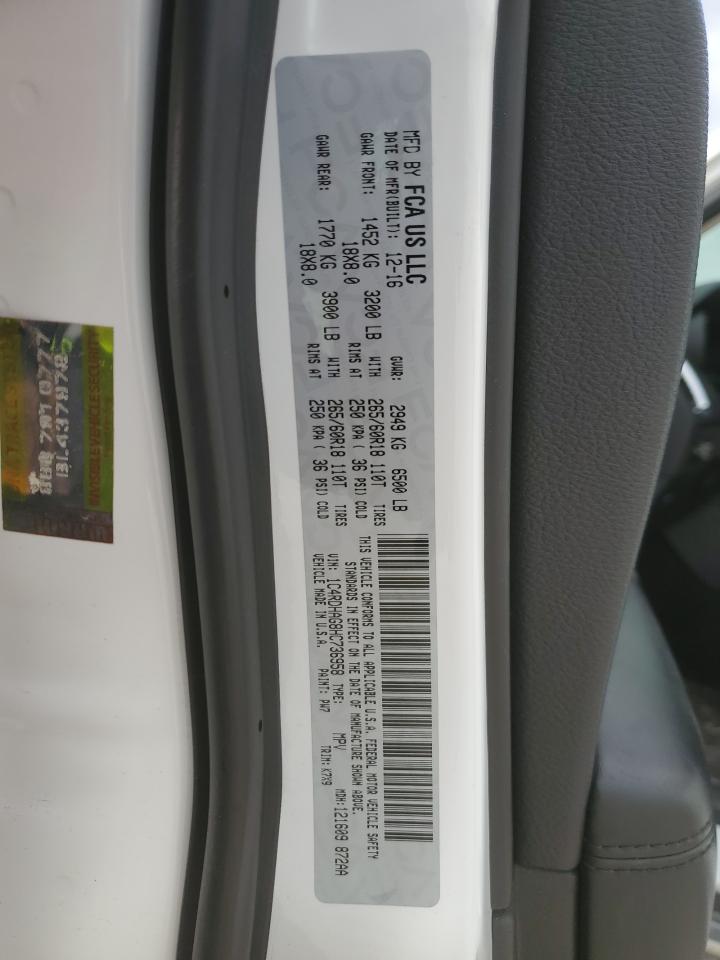 MFD BY FCA US LLC
DATE OF MFR(BUILT): 12-16 GVWR: 2949 KG 6500 LB
GAWR FRONT: 1452 KG 3200 LB WITH 265/60R18 110T TIRES
18X8.0 RIMS AT 250 KPA ( 36 PSI) COLD
GAWR REAR: 1770 KG 3900 LB WITH 265/60R18 110T TIRES
18X8.0 RIMS AT 250 KPA ( 36 PSI) COLD
THIS VEHICLE CONFORMS TO ALL APPLICABLE U.S.A. FEDERAL MOTOR VEHICLE SAFETY
STANDARDS IN EFFECT ON THE DATE OF MANUFACTURE SHOWN ABOVE.
VIN: 1C4RDHAG8HC736958 TYPE: MPV MDH:121609 872AA
VEHICLE MADE IN U.S.A. PAINT: PW7 TRIM:K7X9